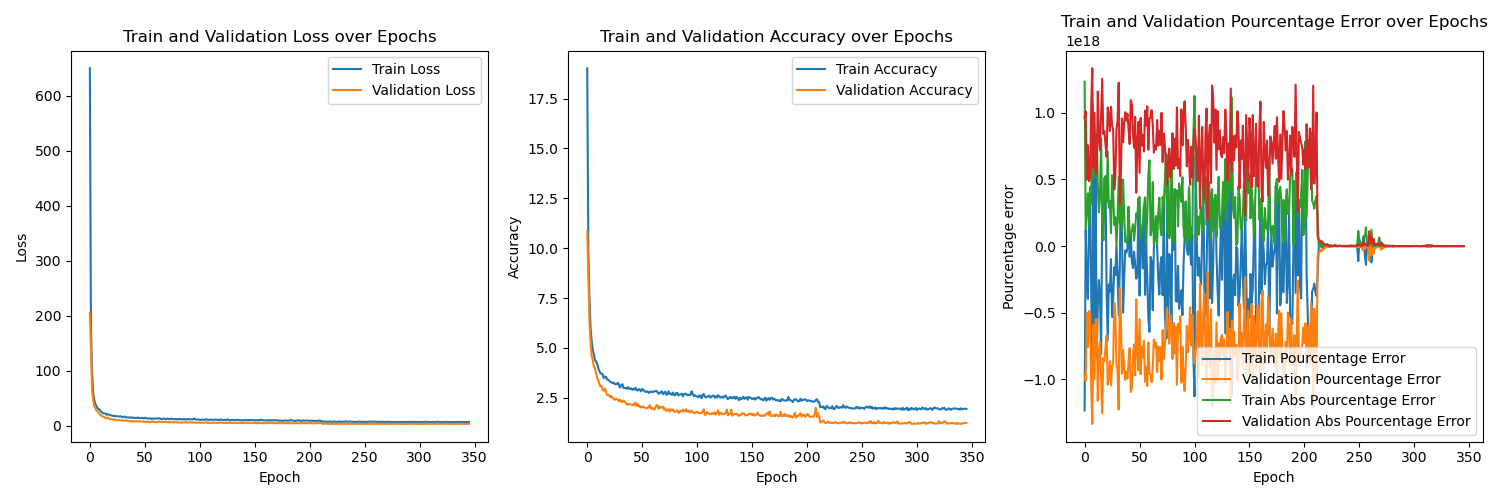 Train and Validation Loss over Epochs
Train Loss
Validation Loss
600
500
400
300
200
100
0
Loss
0 50 100 150 200 250 300 350
Epoch
Train and Validation Accuracy over Epochs
Train Accuracy
Validation Accuracy
17.5
15.0
12.5
10.0
7.5
5.0
2.5
Accuracy
0 50 100 150 200 250 300 350
Epoch
Train and Validation Pourcentage Error over Epochs
1e18
1.0
0.5
0.0
−0.5
−1.0
Pourcentage error
Train Pourcentage Error
Validation Pourcentage Error
Train Abs Pourcentage Error
Validation Abs Pourcentage Error
0 50 100 150 200 250 300 350
Epoch